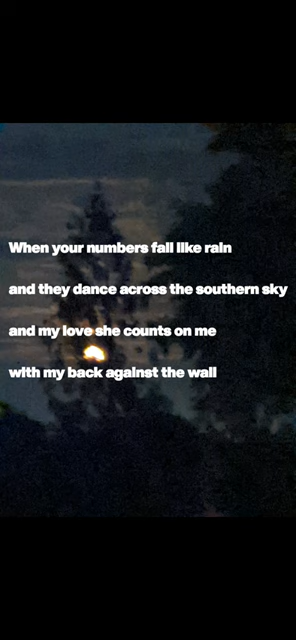 When your numbers fall like rain
and they dance across the southern sky
and my love she counts on me
with my back against the wall